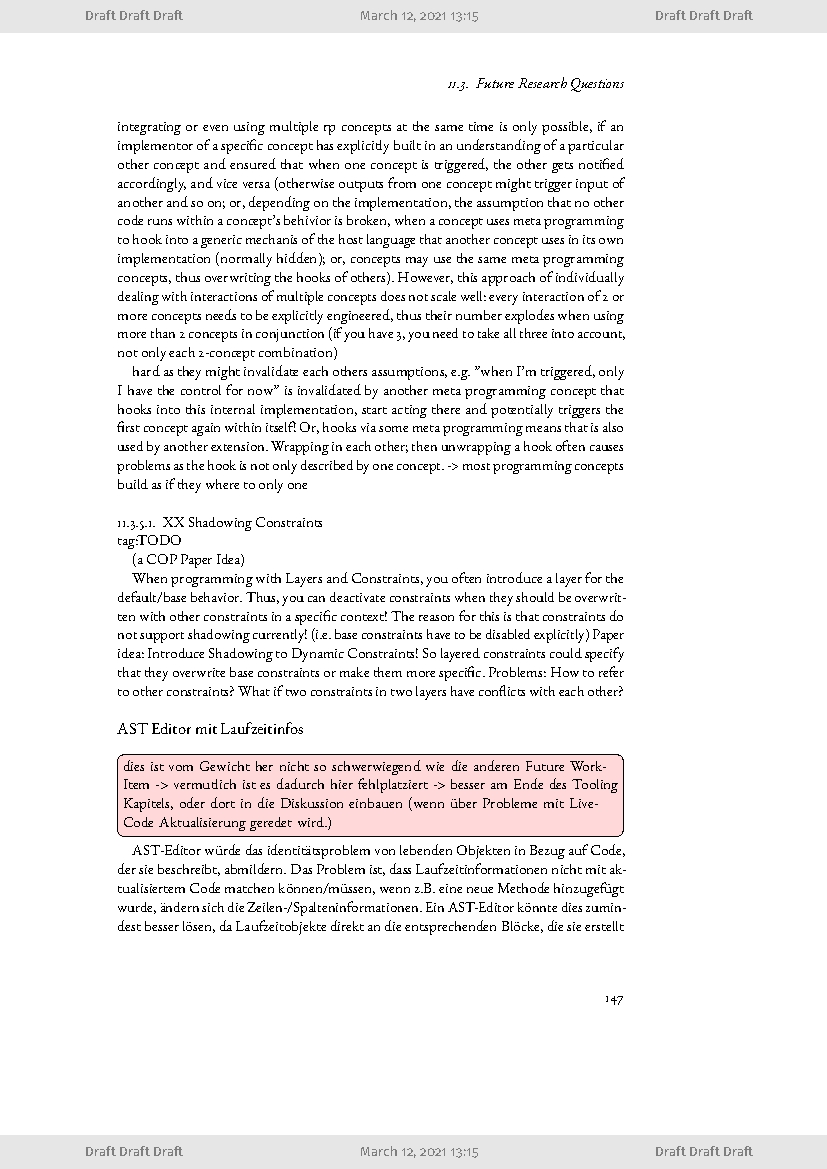 Draft Draft Draft March 12, 2021 13:15 Draft Draft Draft
11.3. Future Research Questions
integrating or even using multiple rp concepts at the same time is only possible, if an
implementor of a specific concept has explicitly built in an understanding of a particular
other concept and ensured that when one concept is triggered, the other gets notified
accordingly, and vice versa (otherwise outputs from one concept might trigger input of
another and so on; or, depending on the implementation, the assumption that no other
code runs within a concept's behivior is broken, when a concept uses meta programming
to hook into a generic mechanis of the host language that another concept uses in its own
implementation (normally hidden); or, concepts may use the same meta programming
concepts, thus overwriting the hooks of others). However, this approach of individually
dealing with interactions of multiple concepts does not scale well: every interaction of 2 or
more concepts needs to be explicitly engineered, thus their number explodes when using
more than 2 concepts in conjunction (if you have 3, you need to take all three into account,
not only each 2-concept combination)
hard as they might invalidate each others assumptions, e.g. ”when I'm triggered, only
I have the control for now” is invalidated by another meta programming concept that
hooks into this internal implementation, start acting there and potentially triggers the
first concept again within itself! Or, hooks via some meta programming means that is also
used by another extension. Wrapping in each other; then unwrapping a hook often causes
problems as the hook is not only described by one concept. -> most programming concepts
build as if they where to only one
11.3.5.1. XX Shadowing Constraints
tag:TODO
(a COP Paper Idea)
When programming with Layers and Constraints, you often introduce a layer for the
default/base behavior. Thus, you can deactivate constraints when they should be overwrit-
ten with other constraints in a specific context! The reason for this is that constraints do
not support shadowing currently! (i.e. base constraints have to be disabled explicitly) Paper
idea: Introduce Shadowing to Dynamic Constraints! So layered constraints could specify
that they overwrite base constraints or make them more specific. Problems: How to refer
to other constraints? What if two constraints in two layers have conflicts with each other?
AST Editor mit Laufzeitinfos
dies ist vom Gewicht her nicht so schwerwiegend wie die anderen Future Work-
Item -> vermutlich ist es dadurch hier fehlplatziert -> besser am Ende des Tooling
Kapitels, oder dort in die Diskussion einbauen (wenn über Probleme mit Live-
Code Aktualisierung geredet wird.)
AST-Editor würde das identitätsproblem von lebenden Objekten in Bezug auf Code,
der sie beschreibt, abmildern. Das Problem ist, dass Laufzeitinformationen nicht mit ak-
tualisiertem Code matchen können/müssen, wenn z.B. eine neue Methode hinzugefügt
wurde, ändern sich die Zeilen-/Spalteninformationen. Ein AST-Editor könnte dies zumin-
dest besser lösen, da Laufzeitobjekte direkt an die entsprechenden Blöcke, die sie erstellt
147
Draft Draft Draft March 12, 2021 13:15 Draft Draft Draft